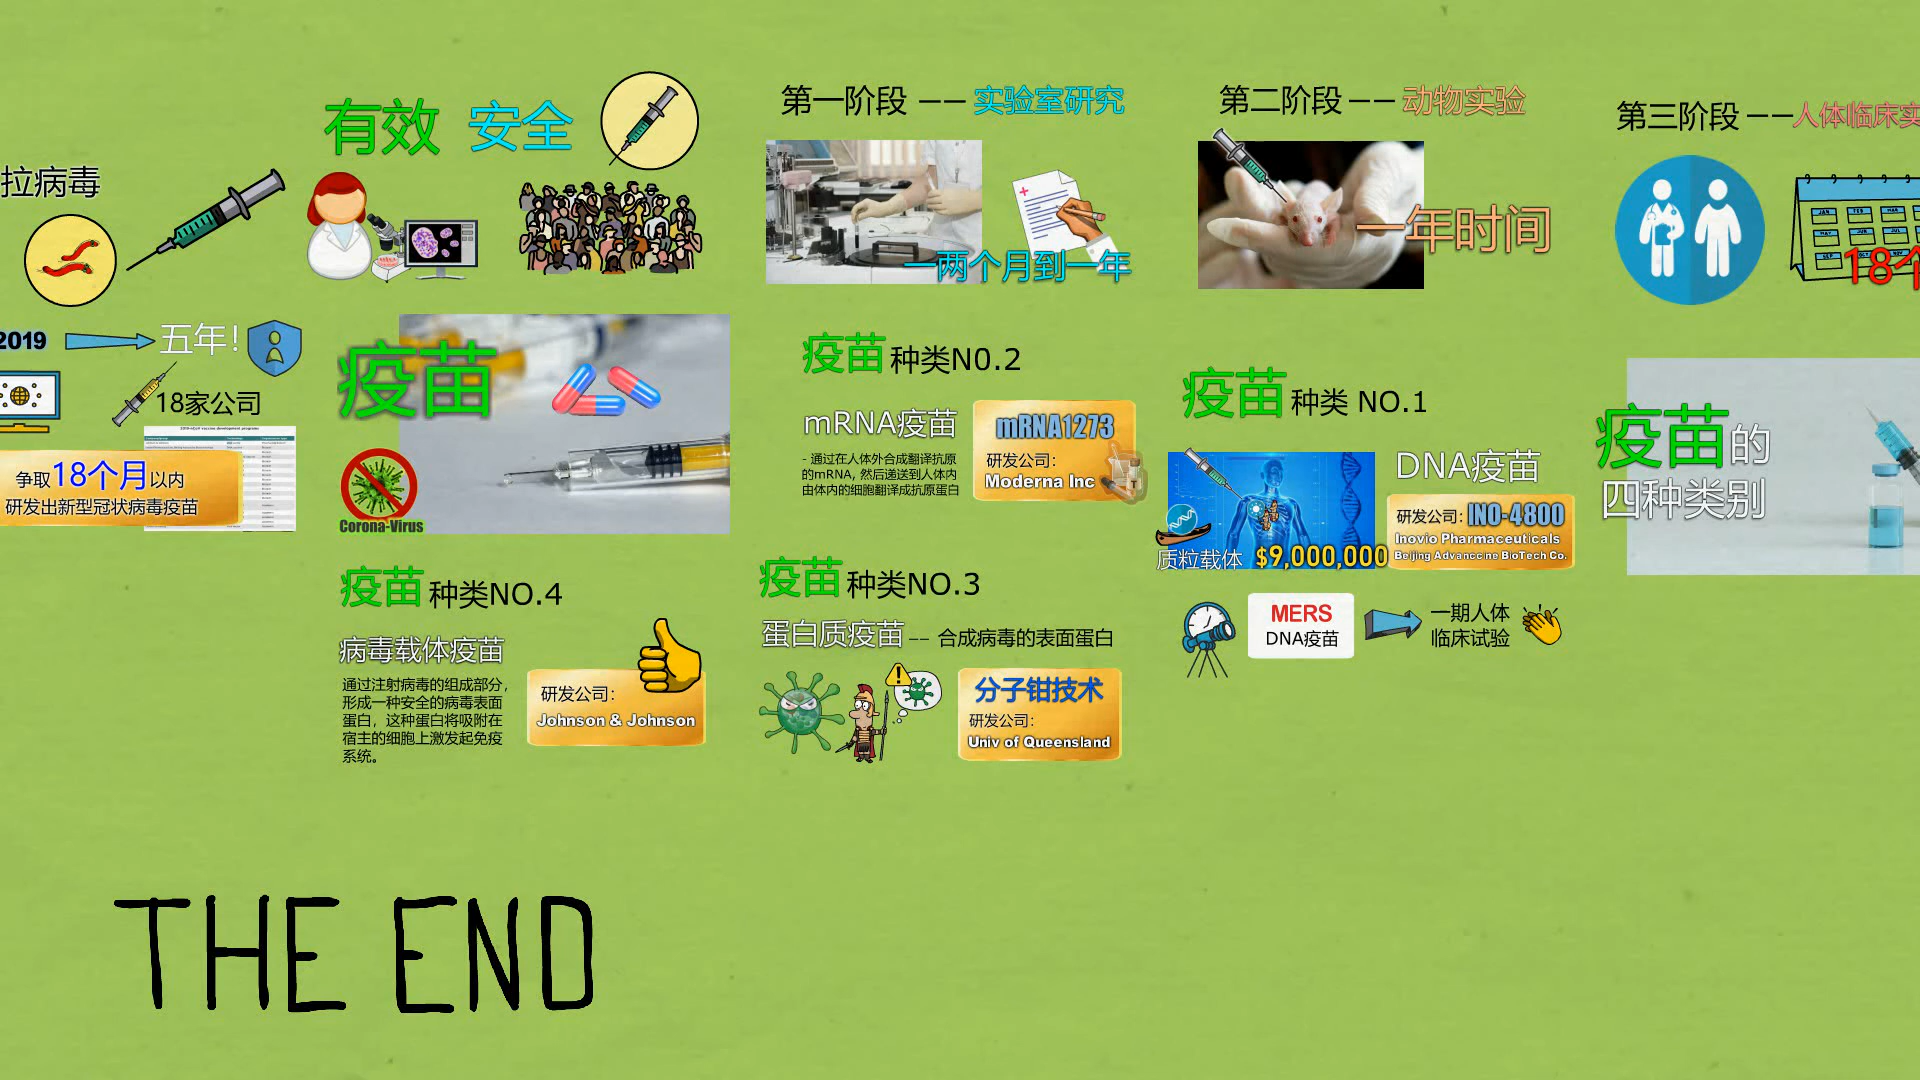 拉病毒
有效 安全
第一阶段 —— 实验室研究
一两个月到一年
第二阶段 —— 动物实验
一年时间
第三阶段 ——人体临床实
JAN FEB MAR
MAY JUN JUL
18个
2019
五年！
18家公司
争取18个月以内
研发出新型冠状病毒疫苗
疫苗
Corona-Virus
疫苗 种类N0.2
mRNA疫苗
- 通过在人体外合成翻译抗原
的mRNA, 然后递送到人体内
由体内的细胞翻译成抗原蛋白
mRNA1273
研发公司：
Moderna Inc
疫苗 种类 NO.1
DNA疫苗
质粒载体 $9,000,000
研发公司: INO-4800
Inovio Pharmaceuticals
Beijing Advanccine BioTech Co.
MERS
DNA疫苗
一期人体
临床试验
疫苗的
四种类别
疫苗 种类NO.4
病毒载体疫苗
通过注射病毒的组成部分，
形成一种安全的病毒表面
蛋白，这种蛋白将吸附在
宿主的细胞上激发起免疫
系统。
研发公司：
Johnson & Johnson
疫苗 种类NO.3
蛋白质疫苗 —— 合成病毒的表面蛋白
分子钳技术
研发公司：
Univ of Queensland
THE END